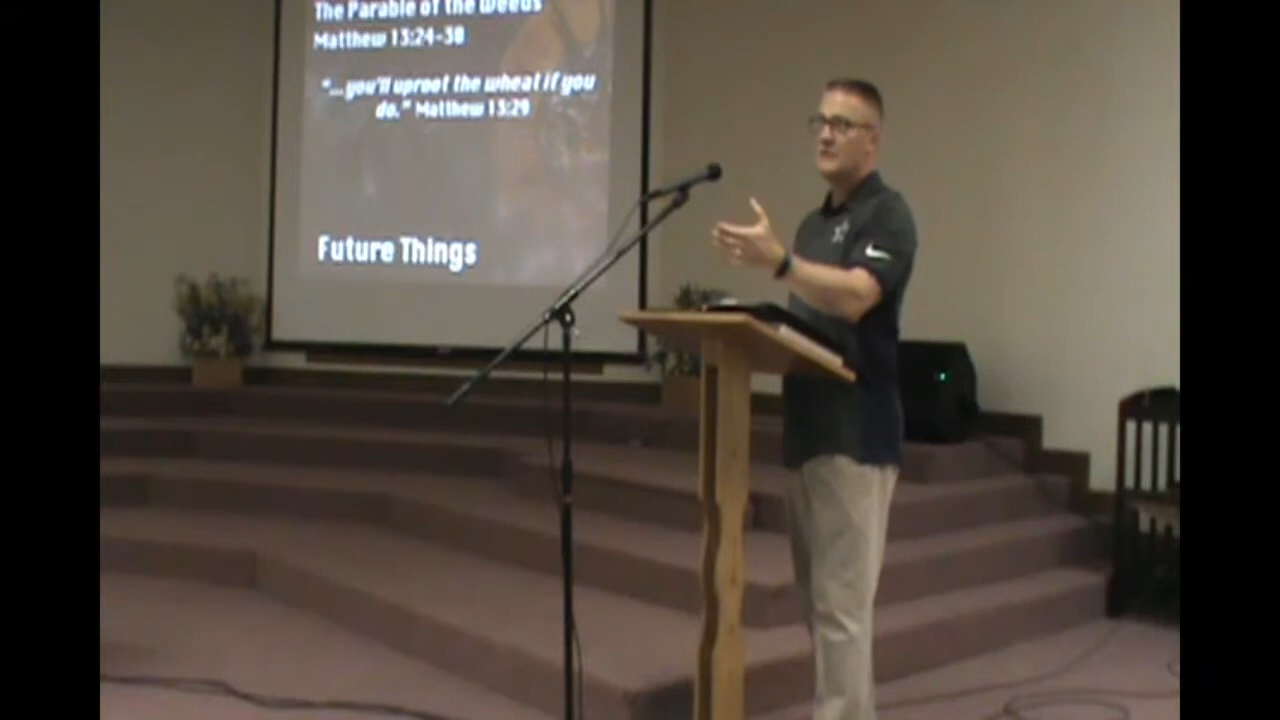 The Parable of the Weeds
Matthew 13:24-30
"...you'll uproot the wheat if you
do." Matthew 13:29
Future Things